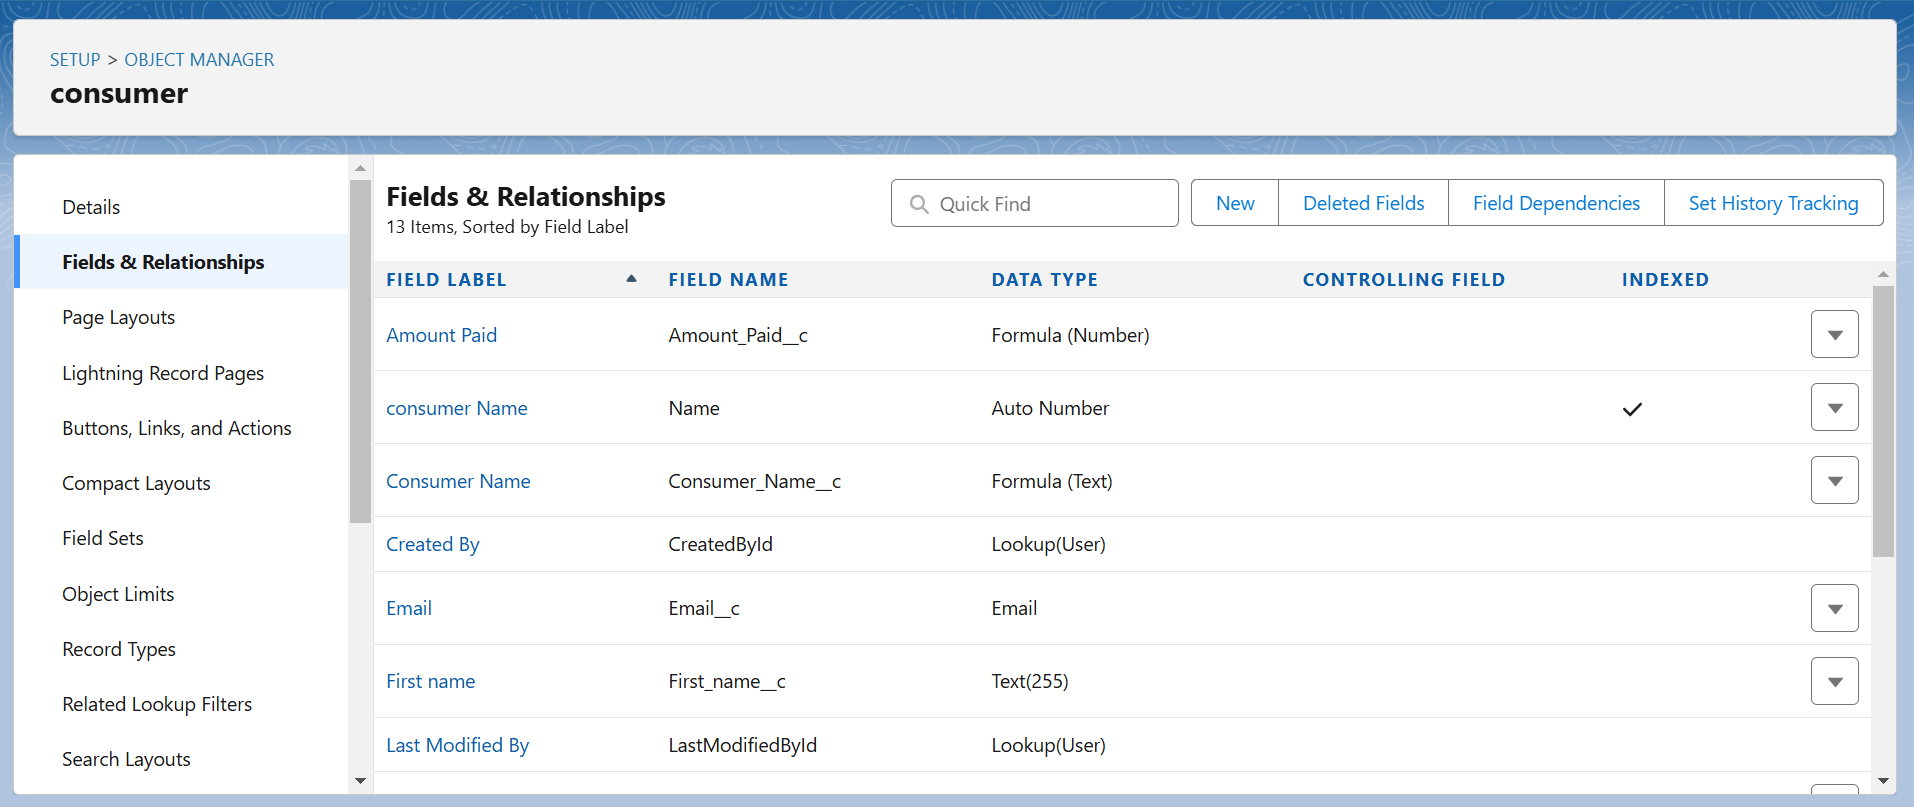 SETUP > OBJECT MANAGER
consumer
Details
Fields & Relationships
Page Layouts
Lightning Record Pages
Buttons, Links, and Actions
Compact Layouts
Field Sets
Object Limits
Record Types
Related Lookup Filters
Search Layouts
Fields & Relationships
13 Items, Sorted by Field Label
Quick Find
New Deleted Fields Field Dependencies Set History Tracking
FIELD LABEL FIELD NAME DATA TYPE CONTROLLING FIELD INDEXED
Amount Paid Amount_Paid__c Formula (Number)
consumer Name Name Auto Number
Consumer Name Consumer_Name__c Formula (Text)
Created By CreatedById Lookup(User)
Email Email__c Email
First name First_name__c Text(255)
Last Modified By LastModifiedById Lookup(User)